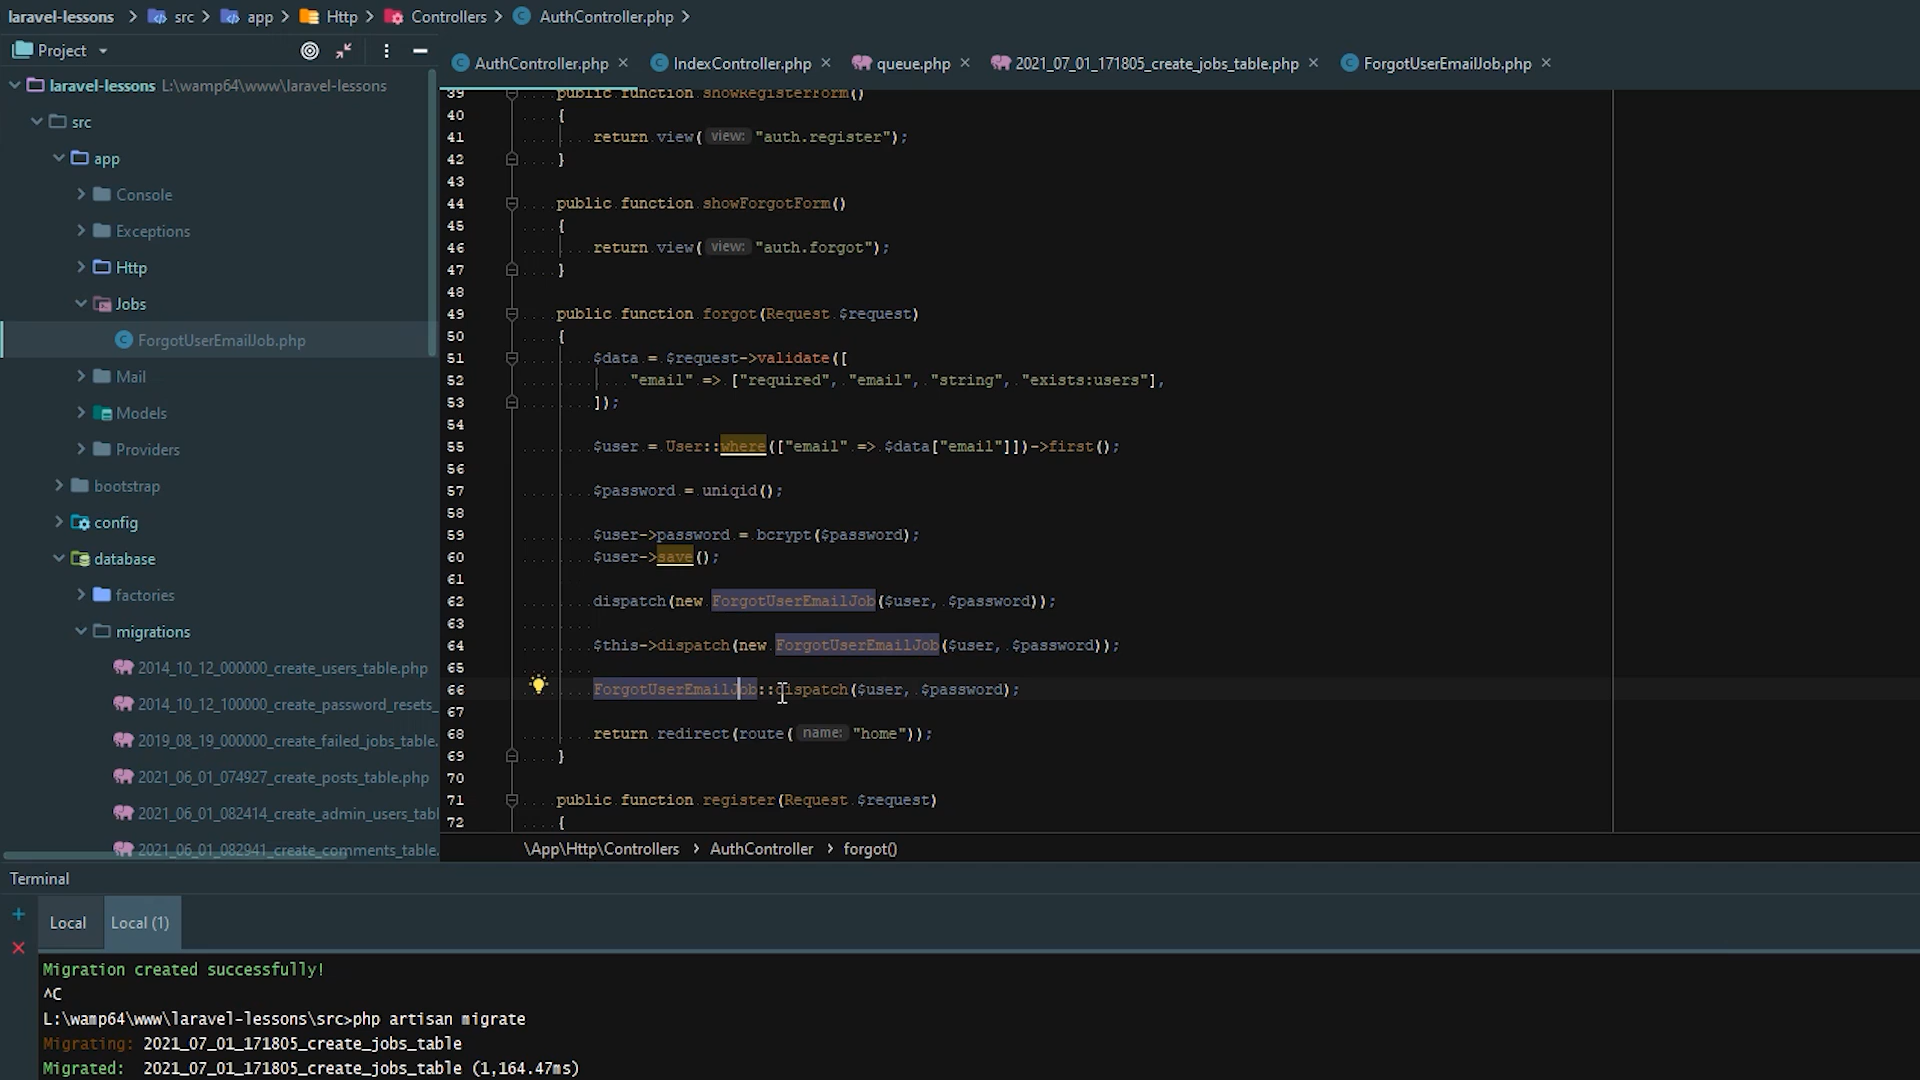 laravel-lessons > src > app > Http > Controllers > AuthController.php >
Project
AuthController.php × IndexController.php × queue.php × 2021_07_01_171805_create_jobs_table.php × ForgotUserEmailJob.php ×
laravel-lessons L:\wamp64\www\laravel-lessons
src
app
Console
Exceptions
Http
Jobs
ForgotUserEmailJob.php
Mail
Models
Providers
bootstrap
config
database
factories
migrations
2014_10_12_000000_create_users_table.php
2014_10_12_100000_create_password_resets_
2019_08_19_000000_create_failed_jobs_table.
2021_06_01_074927_create_posts_table.php
2021_06_01_082414_create_admin_users_tabl
2021_06_01_082941_create_comments_table.
39 public function showRegisterForm()
40 {
41 return view( view: "auth.register");
42 }
43
44 public function showForgotForm()
45 {
46 return view( view: "auth.forgot");
47 }
48
49 public function forgot(Request $request)
50 {
51 $data = $request->validate([
52 "email" => ["required", "email", "string", "exists:users"],
53 ]);
54
55 $user = User::where(["email" => $data["email"]])->first();
56
57 $password = uniqid();
58
59 $user->password = bcrypt($password);
60 $user->save();
61
62 dispatch(new ForgotUserEmailJob($user, $password));
63
64 $this->dispatch(new ForgotUserEmailJob($user, $password));
65
66 ForgotUserEmailJob::dispatch($user, $password);
67
68 return redirect(route( name: "home"));
69 }
70
71 public function register(Request $request)
72 {
\App\Http\Controllers > AuthController > forgot()
Terminal
Local Local (1)
Migration created successfully!
^C
L:\wamp64\www\laravel-lessons\src>php artisan migrate
Migrating: 2021_07_01_171805_create_jobs_table
Migrated: 2021_07_01_171805_create_jobs_table (1,164.47ms)